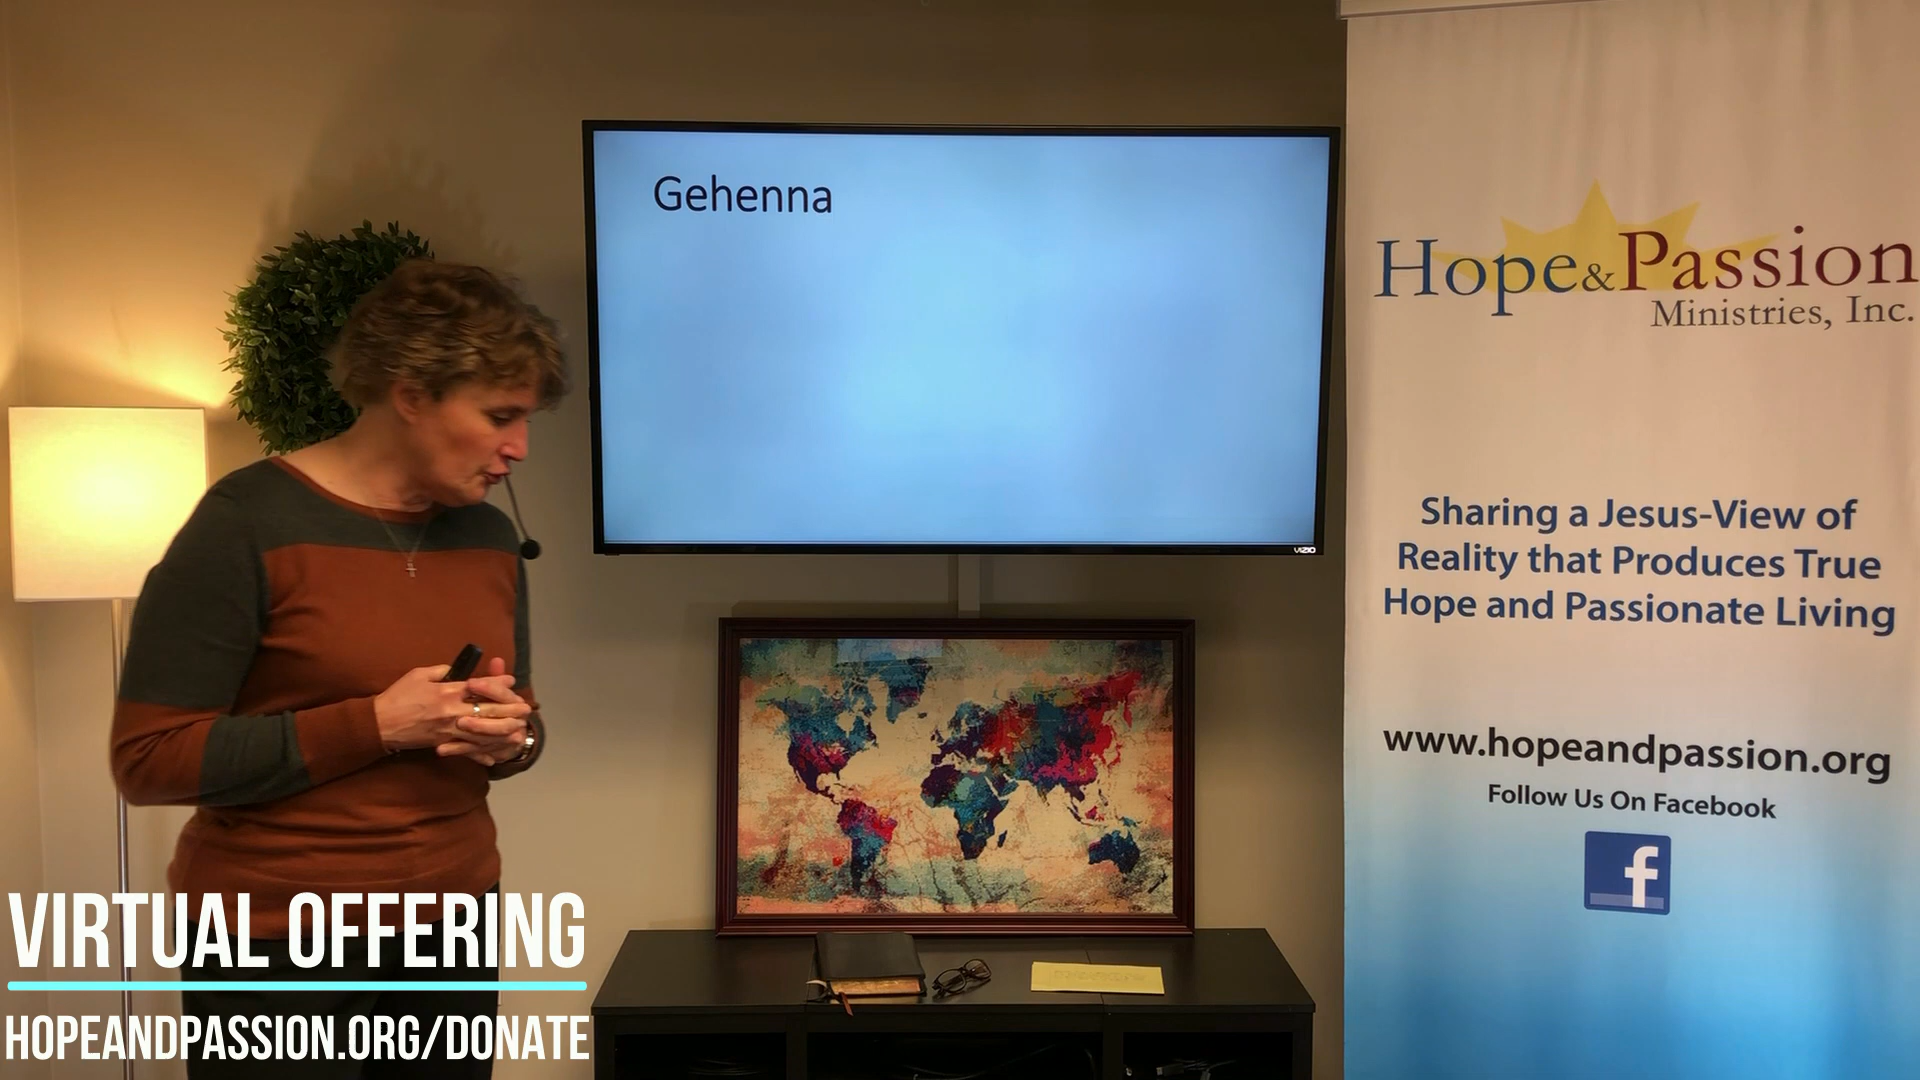 Gehenna
VIZIO
Hope & Passion
Ministries, Inc.
Sharing a Jesus-View of
Reality that Produces True
Hope and Passionate Living
www.hopeandpassion.org
Follow Us On Facebook
f
VIRTUAL OFFERING
HOPEANDPASSION.ORG/DONATE